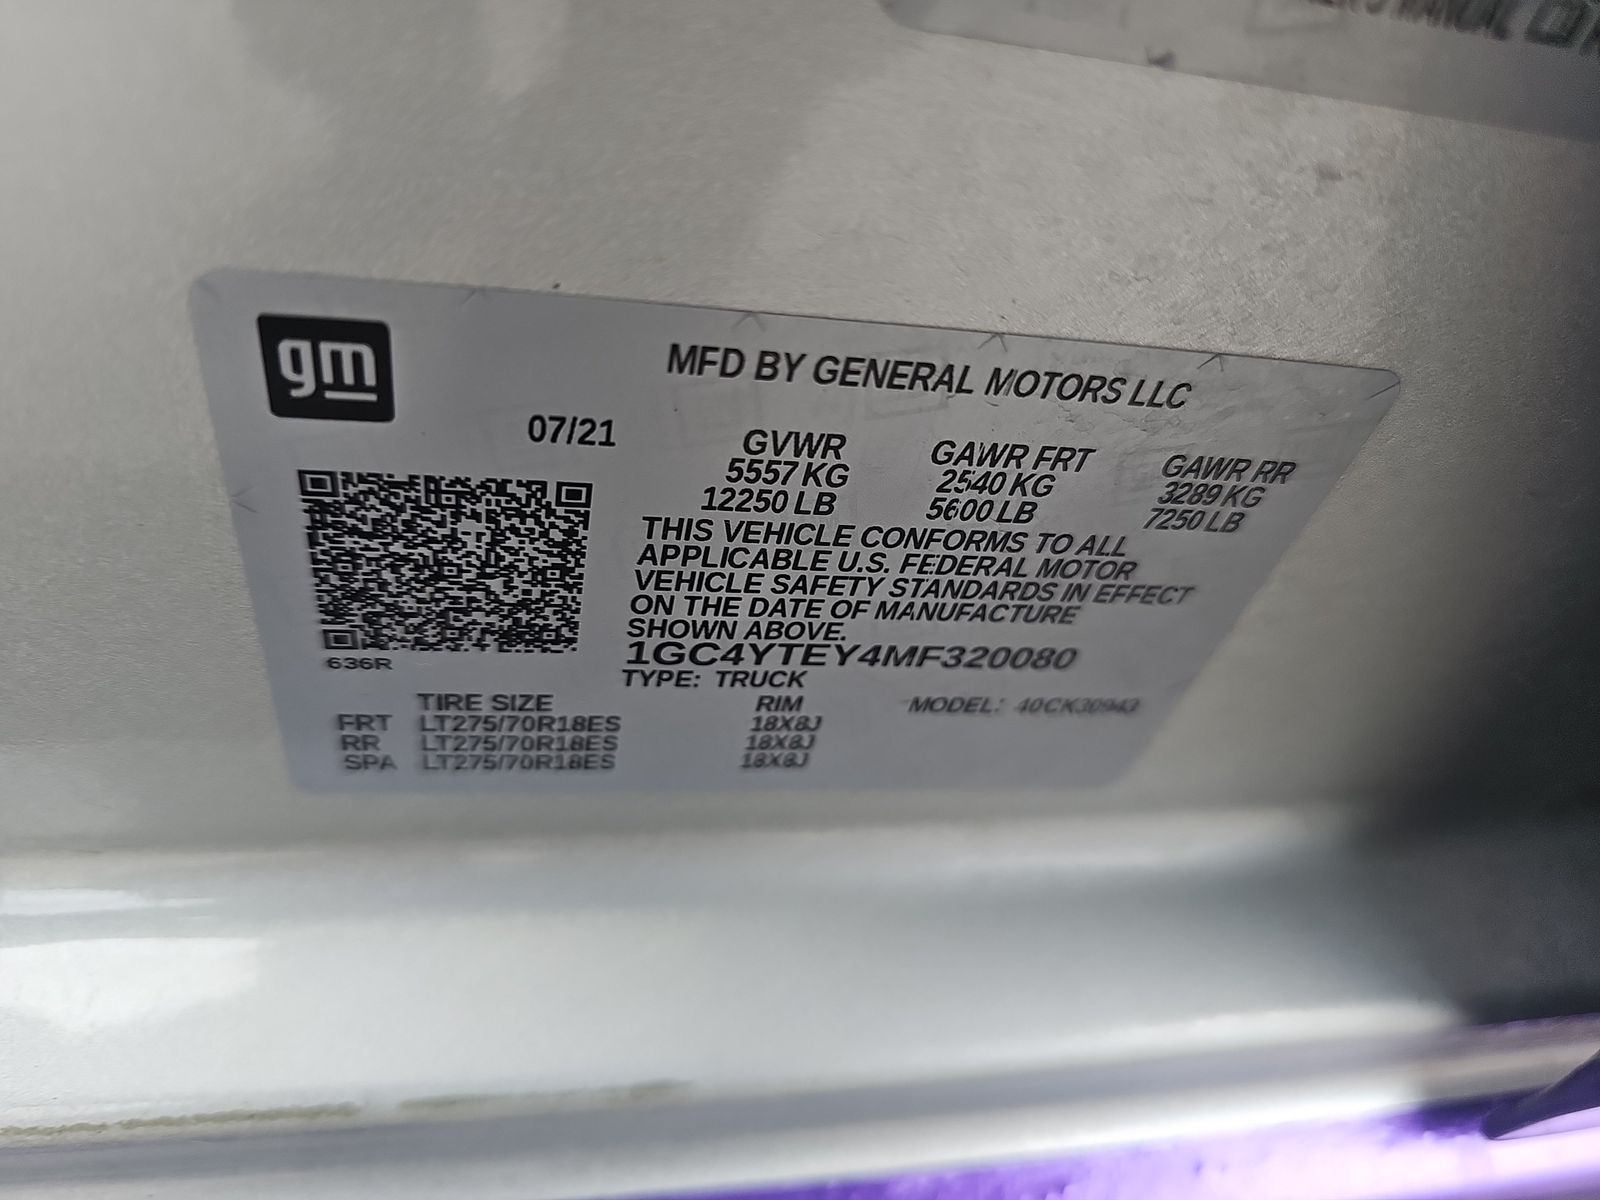 MANUAL
gm
MFD BY GENERAL MOTORS LLC
07/21
GVWR GAWR FRT GAWR RR
5557 KG 2540 KG 3289 KG
12250 LB 5600 LB 7250 LB
THIS VEHICLE CONFORMS TO ALL
APPLICABLE U.S. FEDERAL MOTOR
VEHICLE SAFETY STANDARDS IN EFFECT
ON THE DATE OF MANUFACTURE
SHOWN ABOVE.
1GC4YTEY4MF320080
636R
TYPE: TRUCK
TIRE SIZE RIM MODEL: 40CK30943
FRT LT275/70R18ES 18X8J
RR LT275/70R18ES 18X8J
SPA LT275/70R18ES 18X8J